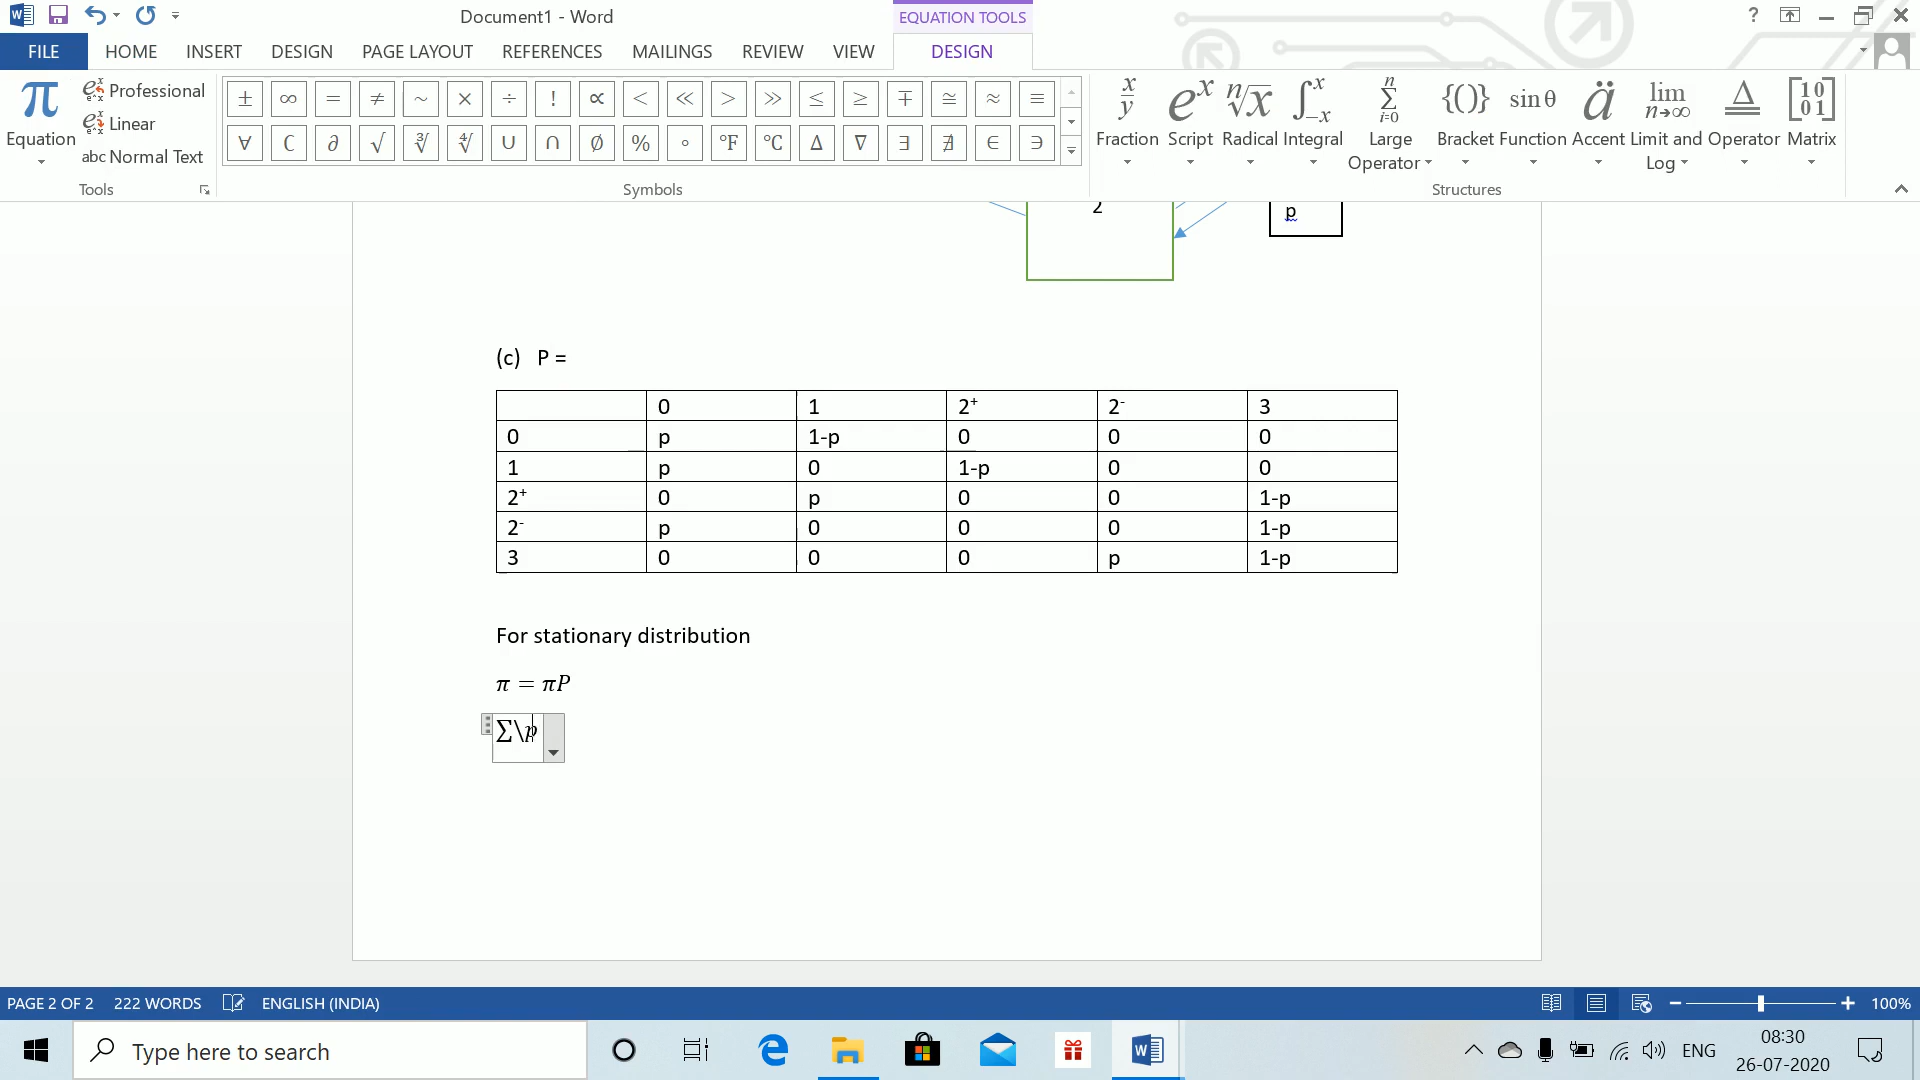 Document1 - Word
EQUATION TOOLS
?
FILE HOME INSERT DESIGN PAGE LAYOUT REFERENCES MAILINGS REVIEW VIEW DESIGN
π Equation
Professional
Linear
abc Normal Text
Tools
± ∞ = ≠ ~ × ÷ ! ∝ < ≪ > ≫ ≤ ≥ ∓ ≅ ≈ ≡
∀ ∁ ∂ √ ∛ ∜ ∪ ∩ ∅ % ° °F °C ∆ ∇ ∃ ∄ ∈ ∋
Symbols
Fraction Script Radical Integral Large Operator Bracket Function Accent Limit and Log Operator Matrix
Structures
2
p
(c) P =
0 1 2⁺ 2⁻ 3
0 p 1-p 0 0 0
1 p 0 1-p 0 0
2⁺ 0 p 0 0 1-p
2⁻ p 0 0 0 1-p
3 0 0 0 p 1-p
For stationary distribution
π = πP
∑\p
PAGE 2 OF 2 222 WORDS ENGLISH (INDIA) 100%
Type here to search
ENG
08:30
26-07-2020